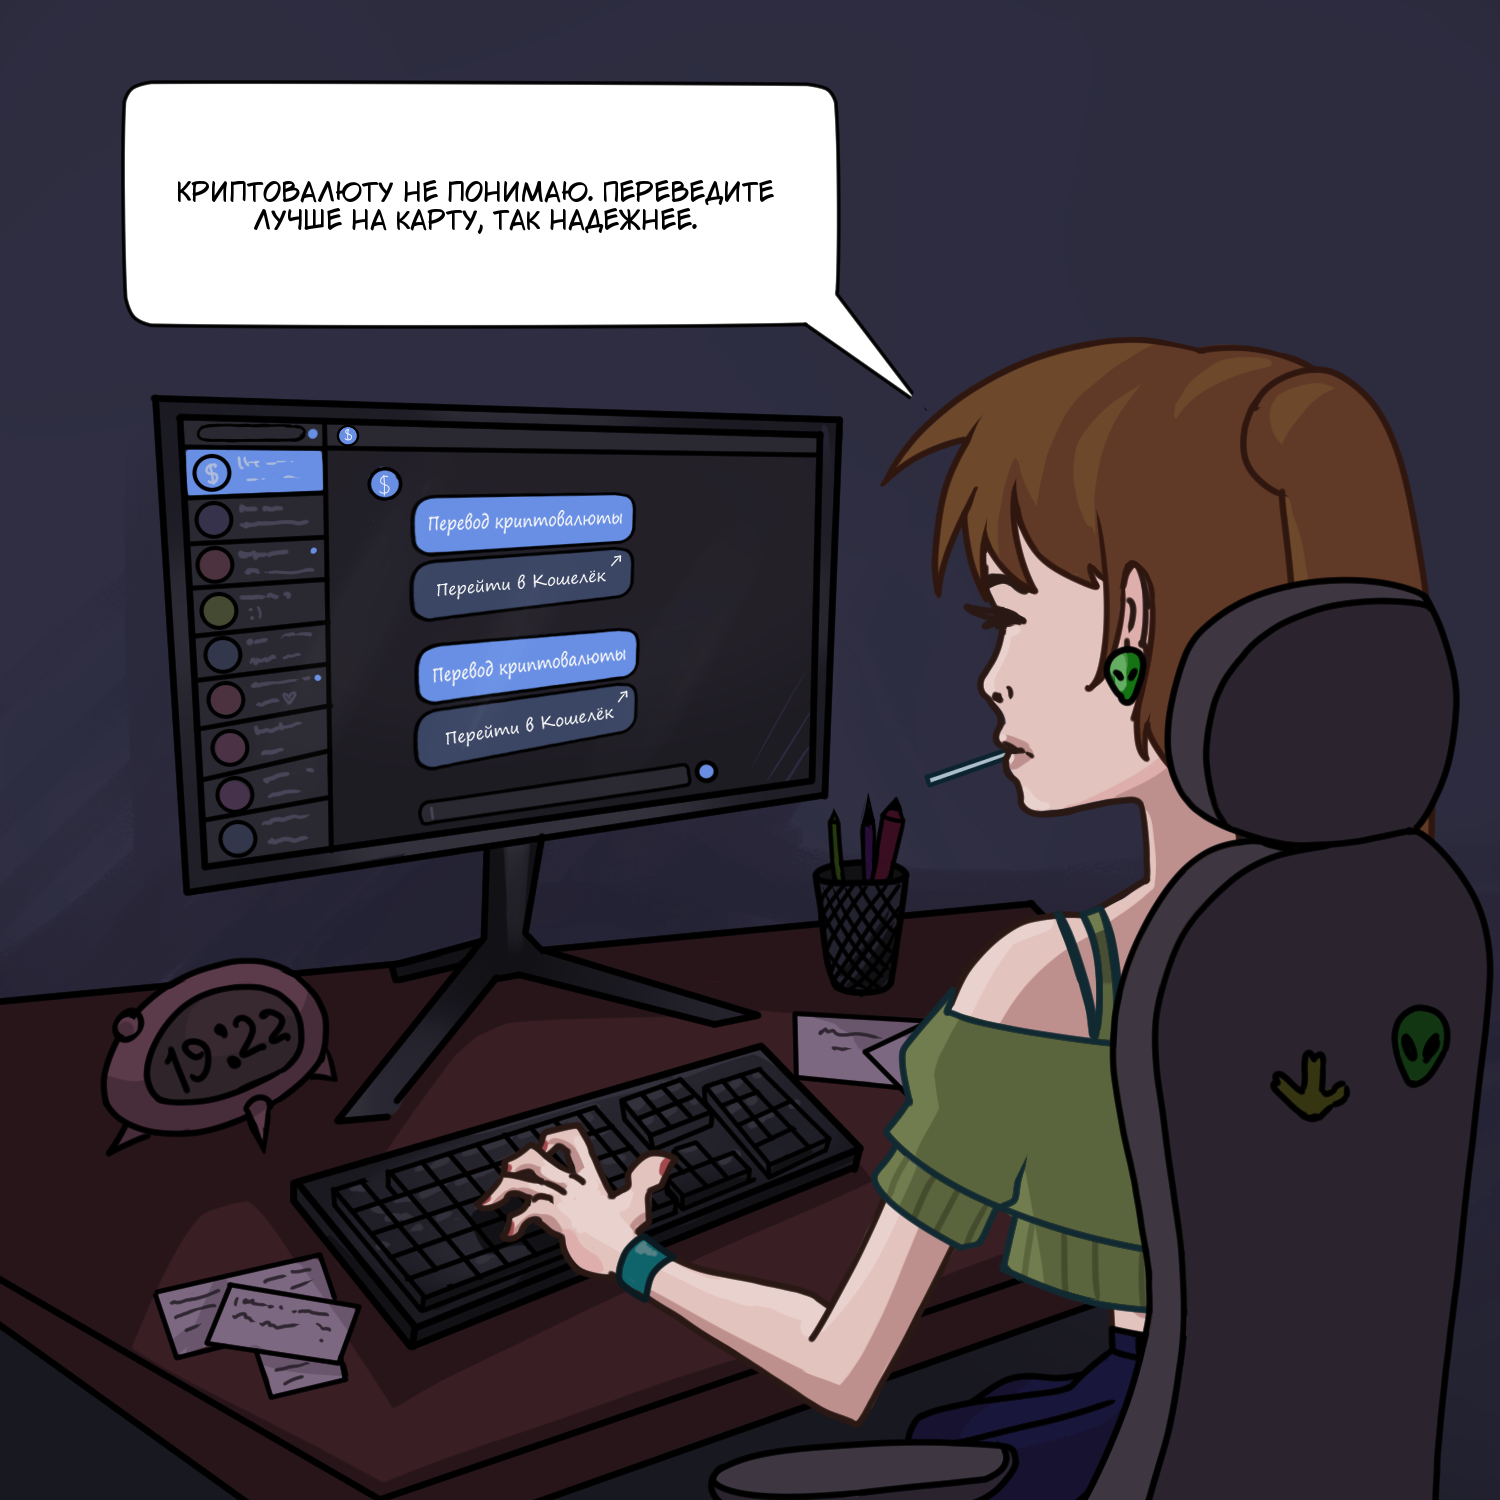 КРИПТОВАЛЮТУ НЕ ПОНИМАЮ. ПЕРЕВЕДИТЕ
ЛУЧШЕ НА КАРТУ, ТАК НАДЕЖНЕЕ.
$
$
$
:)
Перевод криптовалюты
Перейти в Кошелёк
Перевод криптовалюты
Перейти в Кошелёк
19:22